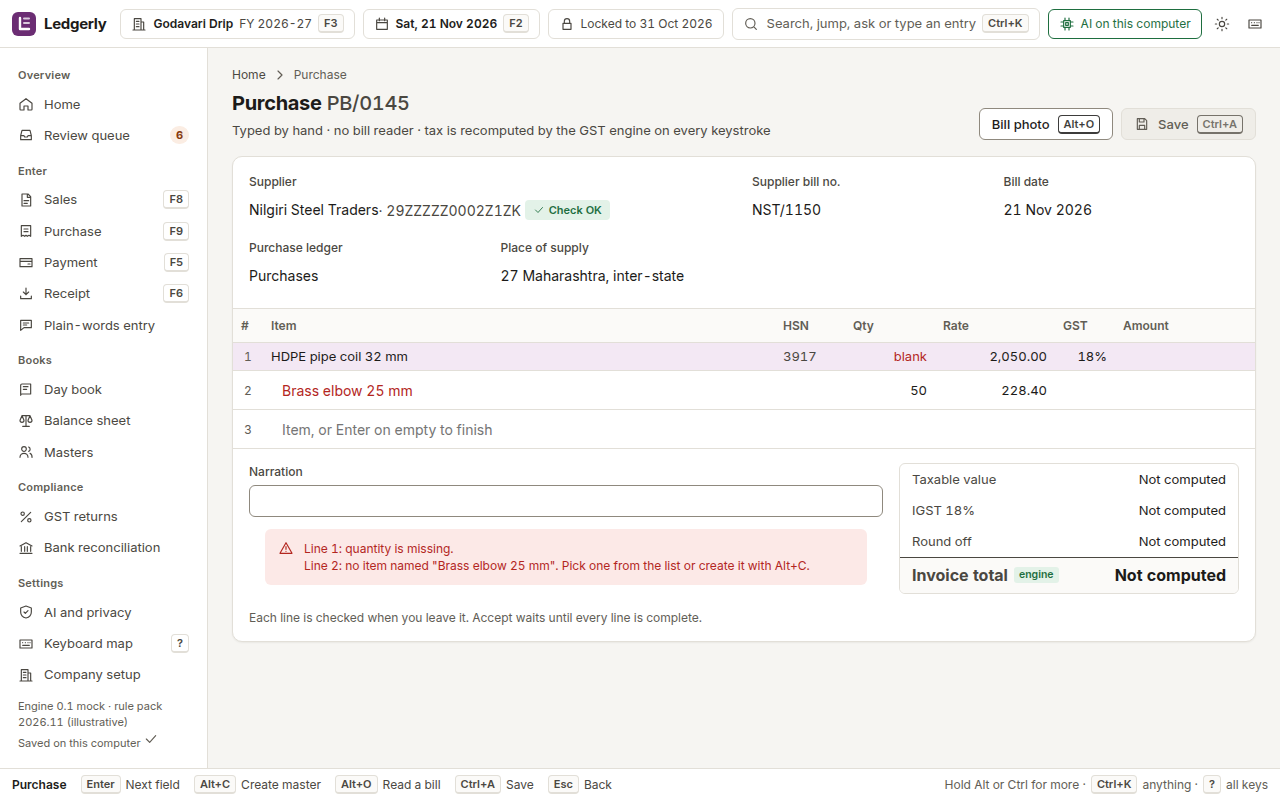 Ledgerly
Godavari Drip FY 2026-27 F3
Sat, 21 Nov 2026 F2
Locked to 31 Oct 2026
Search, jump, ask or type an entry Ctrl+K
AI on this computer
Overview
Home
Review queue 6
Enter
Sales F8
Purchase F9
Payment F5
Receipt F6
Plain-words entry
Books
Day book
Balance sheet
Masters
Compliance
GST returns
Bank reconciliation
Settings
AI and privacy
Keyboard map ?
Company setup
Engine 0.1 mock · rule pack
2026.11 (illustrative)
Saved on this computer
Home > Purchase
Purchase PB/0145
Typed by hand · no bill reader · tax is recomputed by the GST engine on every keystroke
Bill photo Alt+O
Save Ctrl+A
Supplier
Nilgiri Steel Traders · 29ZZZZZ0002Z1ZK Check OK
Supplier bill no.
NST/1150
Bill date
21 Nov 2026
Purchase ledger
Purchases
Place of supply
27 Maharashtra, inter-state
# Item HSN Qty Rate GST Amount
1 HDPE pipe coil 32 mm 3917 blank 2,050.00 18%
2 Brass elbow 25 mm 50 228.40
3 Item, or Enter on empty to finish
Narration
Line 1: quantity is missing.
Line 2: no item named "Brass elbow 25 mm". Pick one from the list or create it with Alt+C.
Each line is checked when you leave it. Accept waits until every line is complete.
Taxable value Not computed
IGST 18% Not computed
Round off Not computed
Invoice total engine Not computed
Purchase Enter Next field Alt+C Create master Alt+O Read a bill Ctrl+A Save Esc Back
Hold Alt or Ctrl for more · Ctrl+K anything · ? all keys